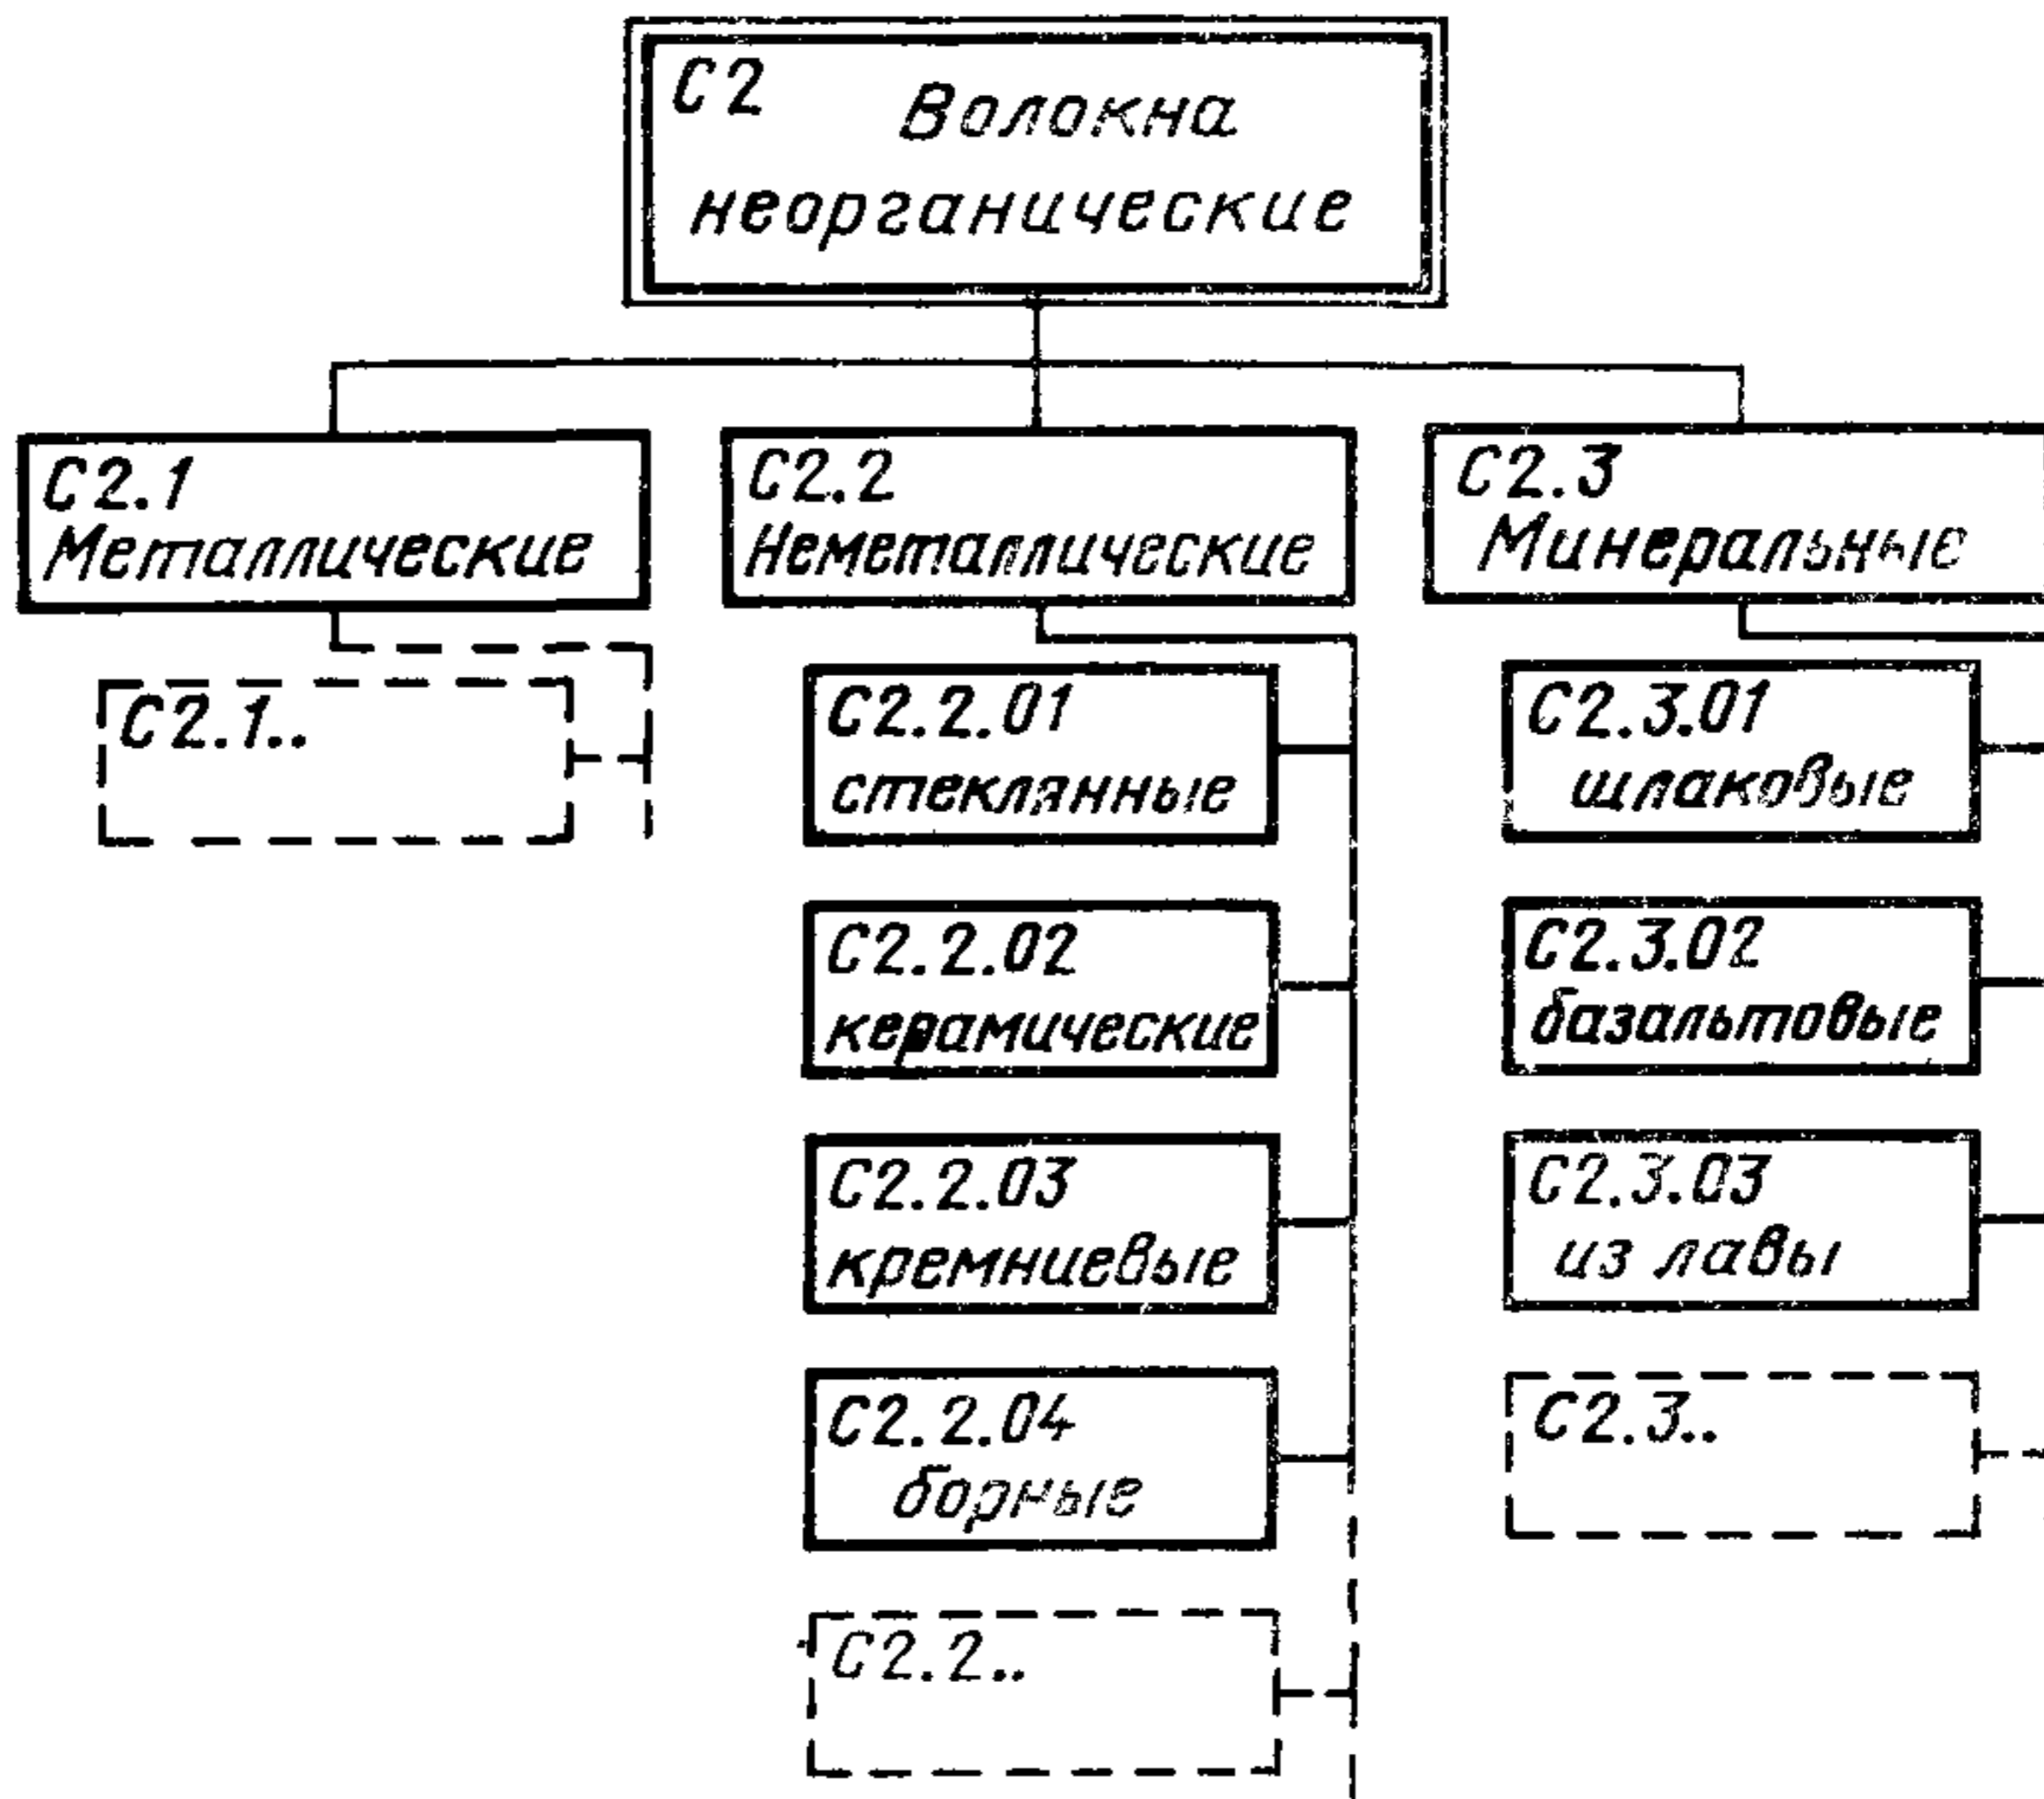 С2 Волокна
неорганические
С2.1
Металлические
С2.1..
С2.2
Неметаллические
С2.2.01
стеклянные
С2.2.02
керамические
С2.2.03
кремниевые
С2.2.04
борные
С2.2..
С2.3
Минеральные
С2.3.01
шлаковые
С2.3.02
базальтовые
С2.3.03
из лавы
С2.3..